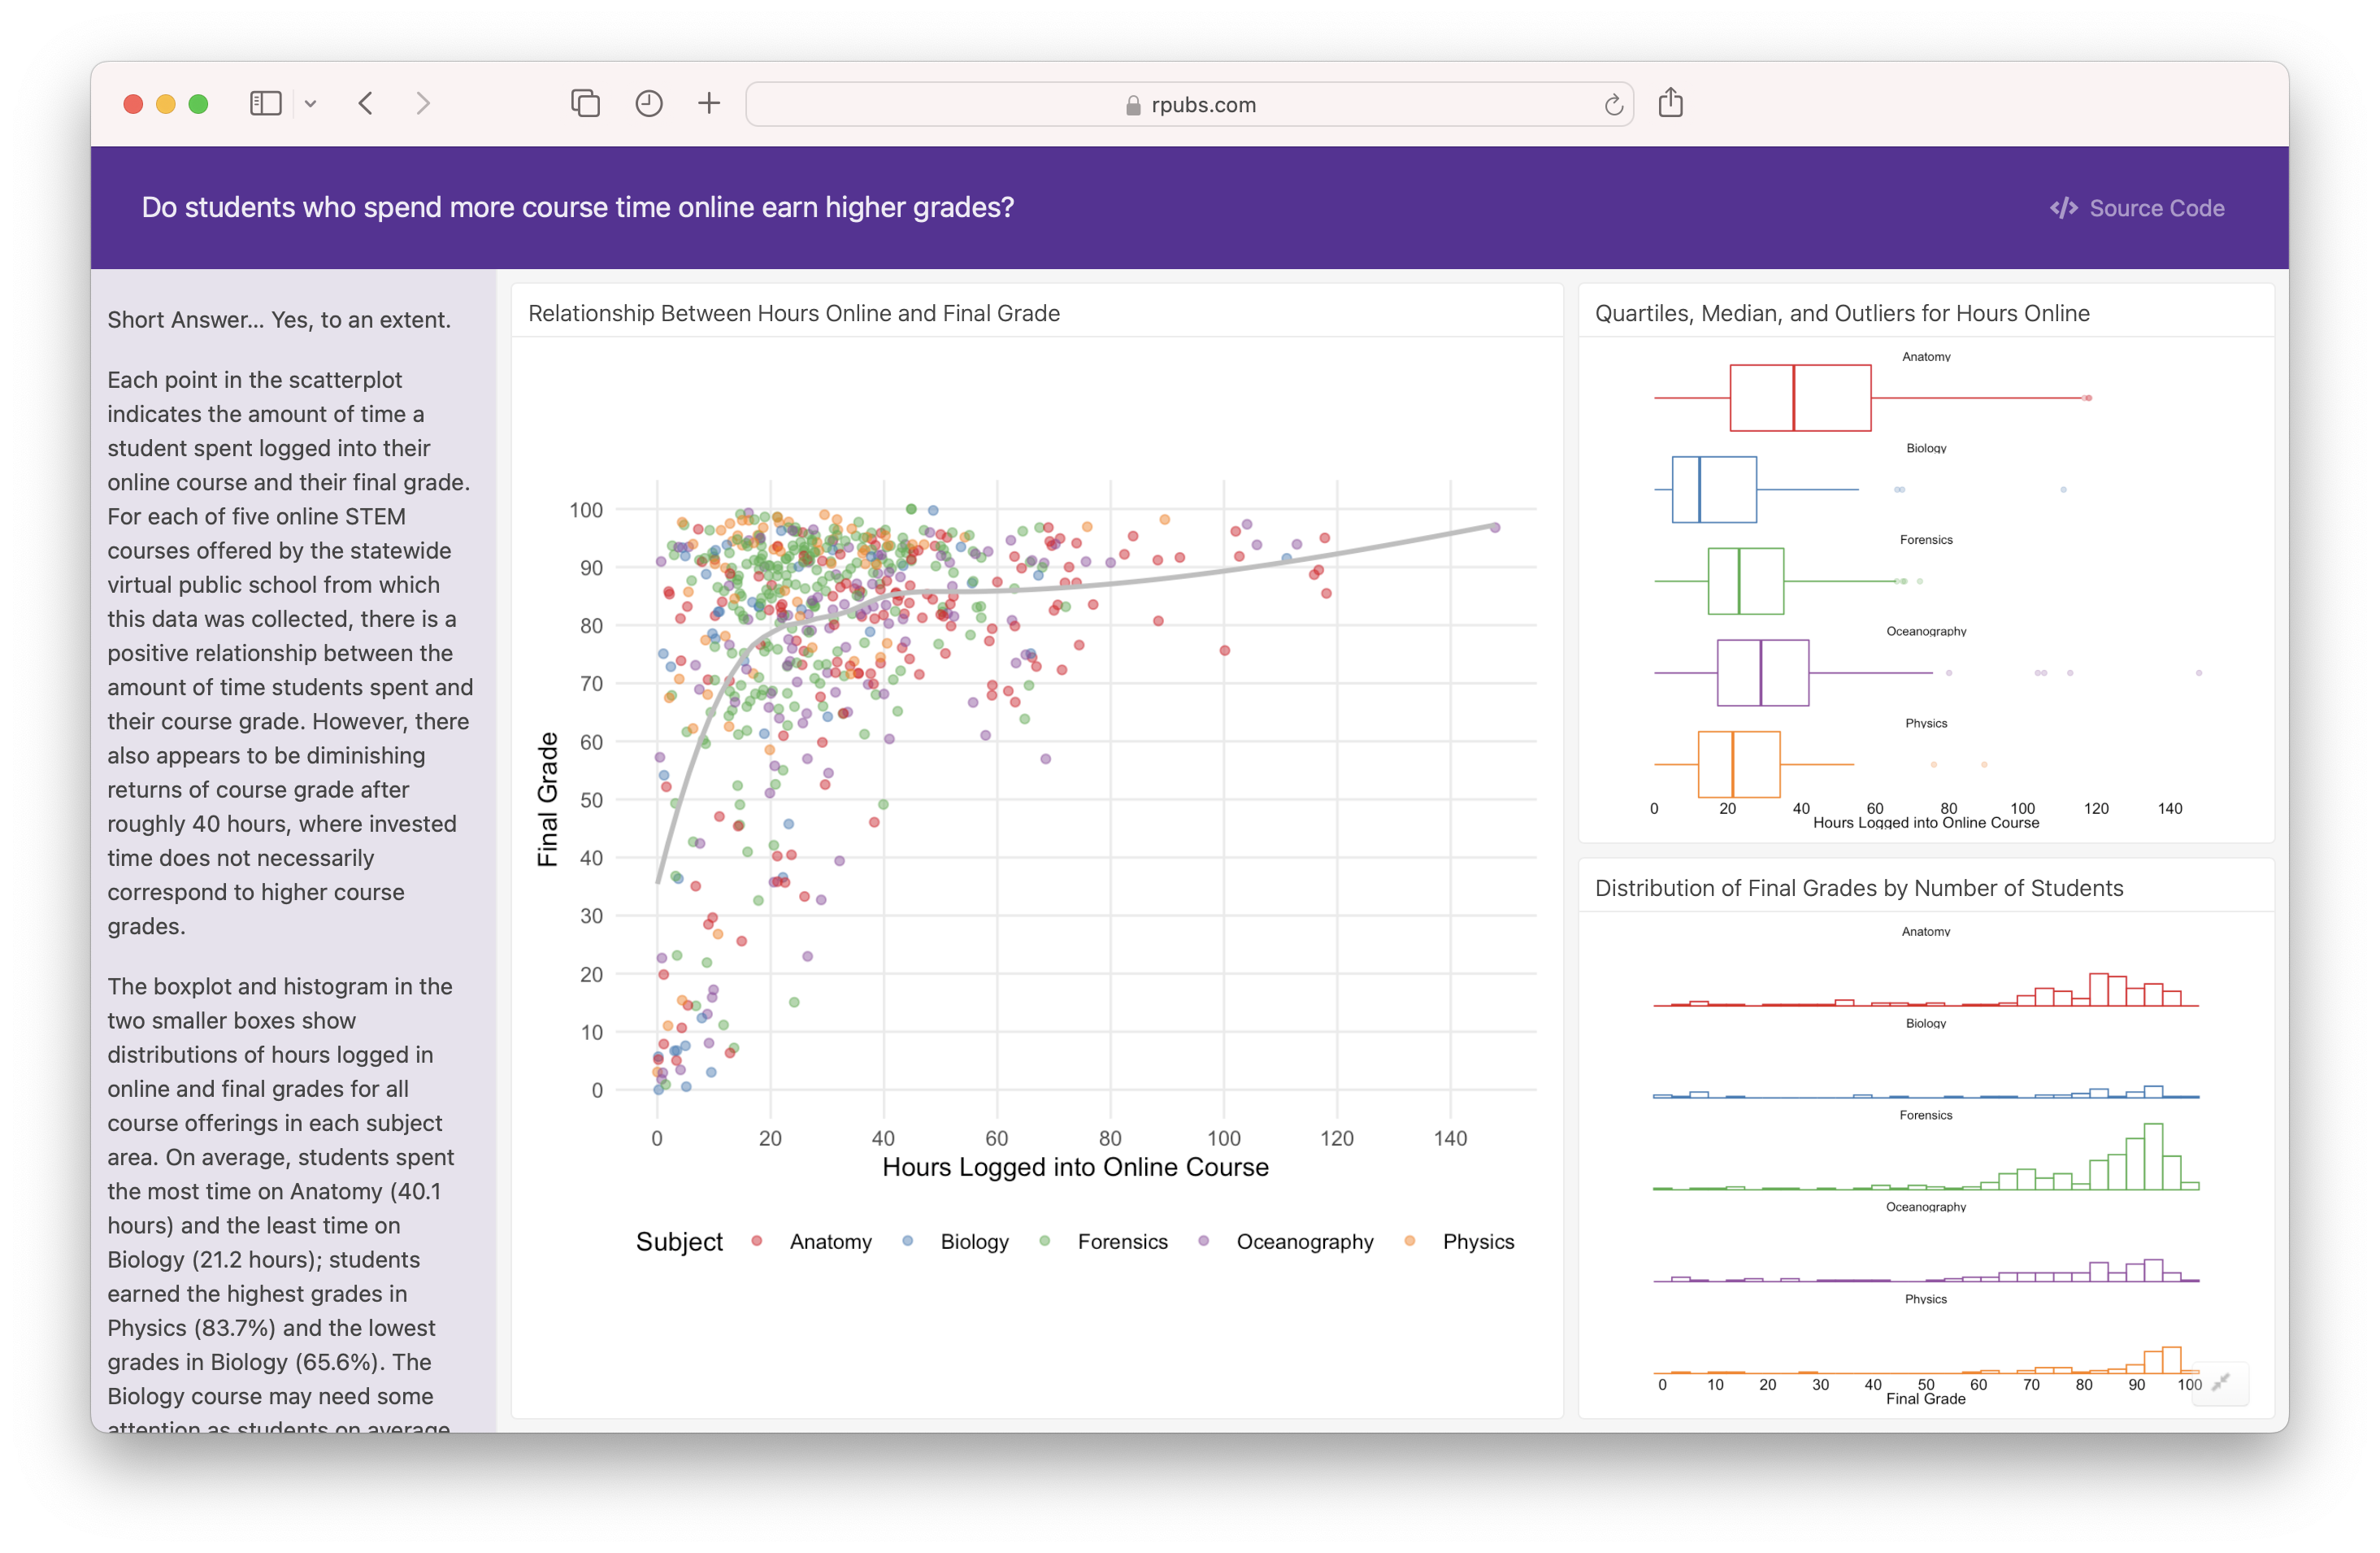 rpubs.com
Do students who spend more course time online earn higher grades?
</> Source Code
Short Answer... Yes, to an extent.
Each point in the scatterplot
indicates the amount of time a
student spent logged into their
online course and their final grade.
For each of five online STEM
courses offered by the statewide
virtual public school from which
this data was collected, there is a
positive relationship between the
amount of time students spent and
their course grade. However, there
also appears to be diminishing
returns of course grade after
roughly 40 hours, where invested
time does not necessarily
correspond to higher course
grades.
The boxplot and histogram in the
two smaller boxes show
distributions of hours logged in
online and final grades for all
course offerings in each subject
area. On average, students spent
the most time on Anatomy (40.1
hours) and the least time on
Biology (21.2 hours); students
earned the highest grades in
Physics (83.7%) and the lowest
grades in Biology (65.6%). The
Biology course may need some
attention as students on average
Relationship Between Hours Online and Final Grade
100
90
80
70
60
50
40
30
20
10
0
Final Grade
0 20 40 60 80 100 120 140
Hours Logged into Online Course
Subject Anatomy Biology Forensics Oceanography Physics
Quartiles, Median, and Outliers for Hours Online
Anatomy
Biology
Forensics
Oceanography
Physics
0 20 40 60 80 100 120 140
Hours Logged into Online Course
Distribution of Final Grades by Number of Students
Anatomy
Biology
Forensics
Oceanography
Physics
0 10 20 30 40 50 60 70 80 90 100
Final Grade